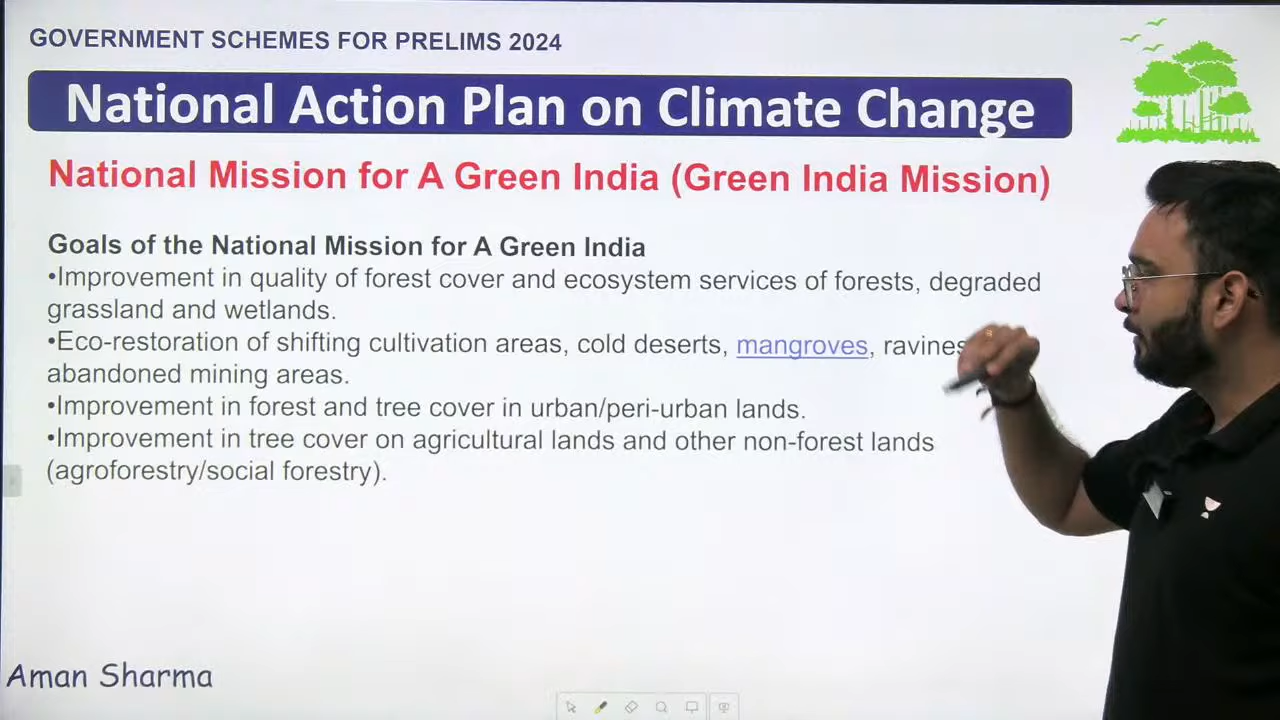 GOVERNMENT SCHEMES FOR PRELIMS 2024
National Action Plan on Climate Change
National Mission for A Green India (Green India Mission)
Goals of the National Mission for A Green India
•Improvement in quality of forest cover and ecosystem services of forests, degraded
grassland and wetlands.
•Eco-restoration of shifting cultivation areas, cold deserts, mangroves, ravines
abandoned mining areas.
•Improvement in forest and tree cover in urban/peri-urban lands.
•Improvement in tree cover on agricultural lands and other non-forest lands
(agroforestry/social forestry).
Aman Sharma